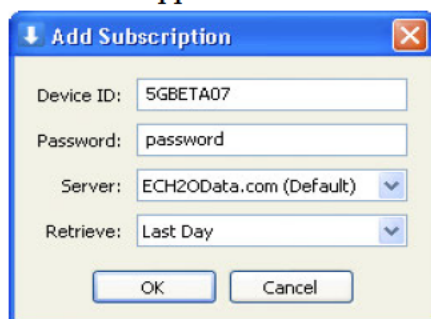 Add Subscription
Device ID: 5GBETA07
Password: password
Server: ECH2OData.com (Default)
Retrieve: Last Day
OK Cancel